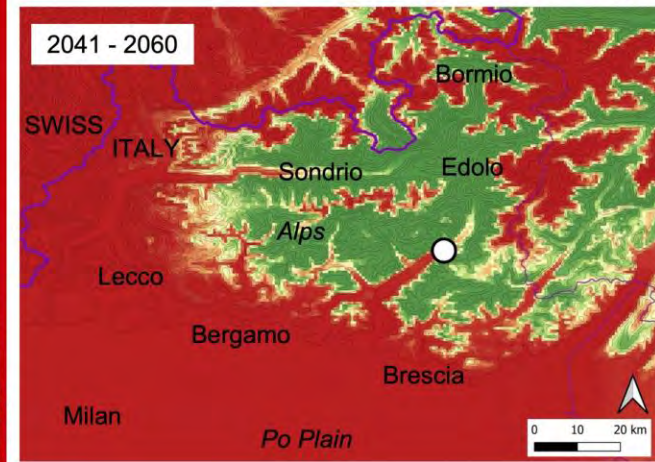 2041 - 2060
Bormio
SWISS
ITALY
Sondrio
Edolo
Alps
Lecco
Bergamo
Brescia
Milan
Po Plain
0 10 20 km